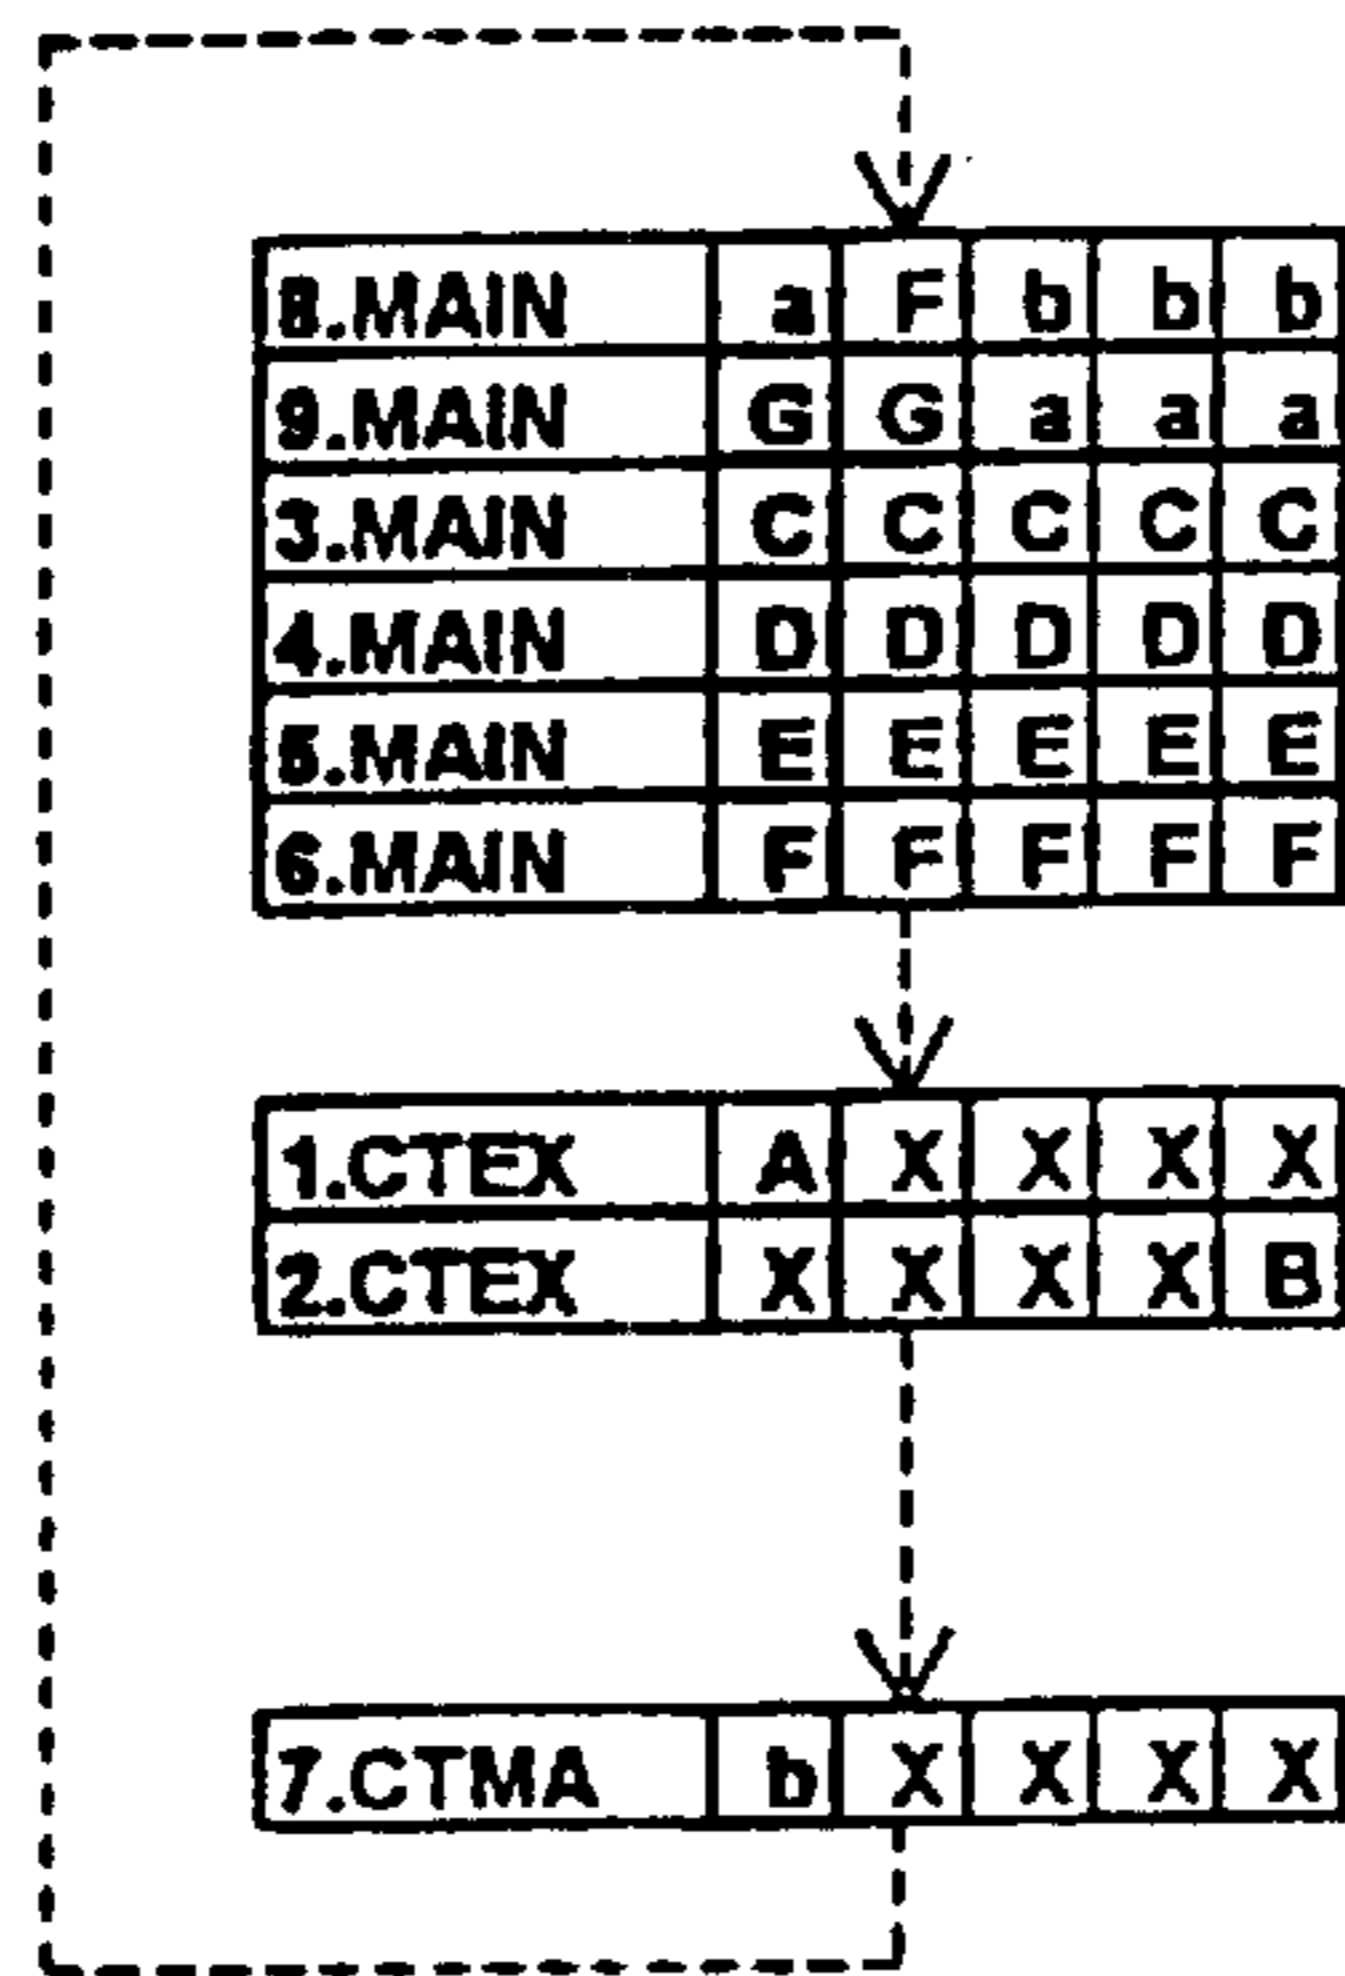 8.MAIN a F b b b
9.MAIN G G a a a
3.MAIN C C C C C
4.MAIN D D D D D
5.MAIN E E E E E
6.MAIN F F F F F
1.CTEX A X X X X
2.CTEX X X X X B
7.CTMA b X X X X